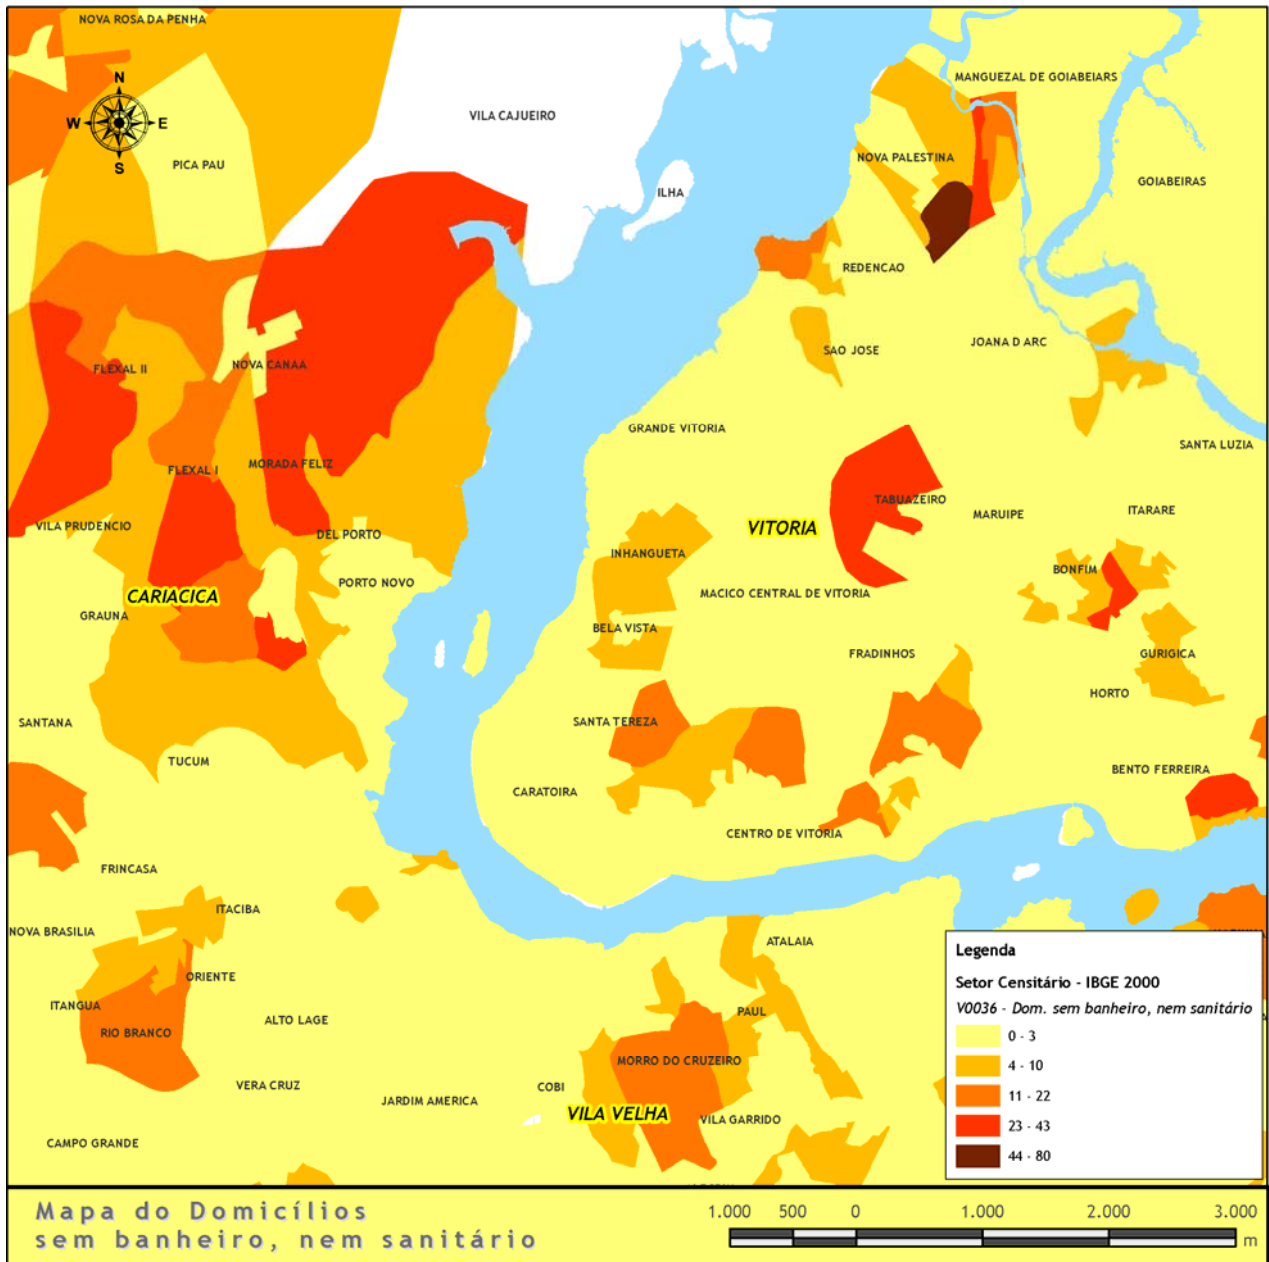 NOVA ROSA DA PENHA
N
W
E
S
VILA CAJUEIRO
MANGUEZAL DE GOIABEIARS
PICA PAU
NOVA PALESTINA
ILHA
GOIABEIRAS
REDENCAO
FLEXAL II
NOVA CANAA
SAO JOSE
JOANA D ARC
GRANDE VITORIA
SANTA LUZIA
FLEXAL I
MORADA FELIZ
TABUAZEIRO
MARUIPE
ITARARE
VILA PRUDENCIO
DEL PORTO
VITORIA
INHANGUETA
BONFIM
PORTO NOVO
CARIACICA
MACICO CENTRAL DE VITORIA
GRAUNA
BELA VISTA
FRADINHOS
GURIGICA
HORTO
SANTANA
SANTA TEREZA
TUCUM
BENTO FERREIRA
CARATOIRA
CENTRO DE VITORIA
FRINCASA
ITACIBA
NOVA BRASILIA
ATALAIA
ORIENTE
ITANGUA
PAUL
ALTO LAGE
RIO BRANCO
MORRO DO CRUZEIRO
VERA CRUZ
COBI
JARDIM AMERICA
VILA VELHA
VILA GARRIDO
CAMPO GRANDE
Legenda
Setor Censitário - IBGE 2000
V0036 - Dom. sem banheiro, nem sanitário
0 - 3
4 - 10
11 - 22
23 - 43
44 - 80
Mapa do Domicílios
sem banheiro, nem sanitário
1.000 500 0 1.000 2.000 3.000
m